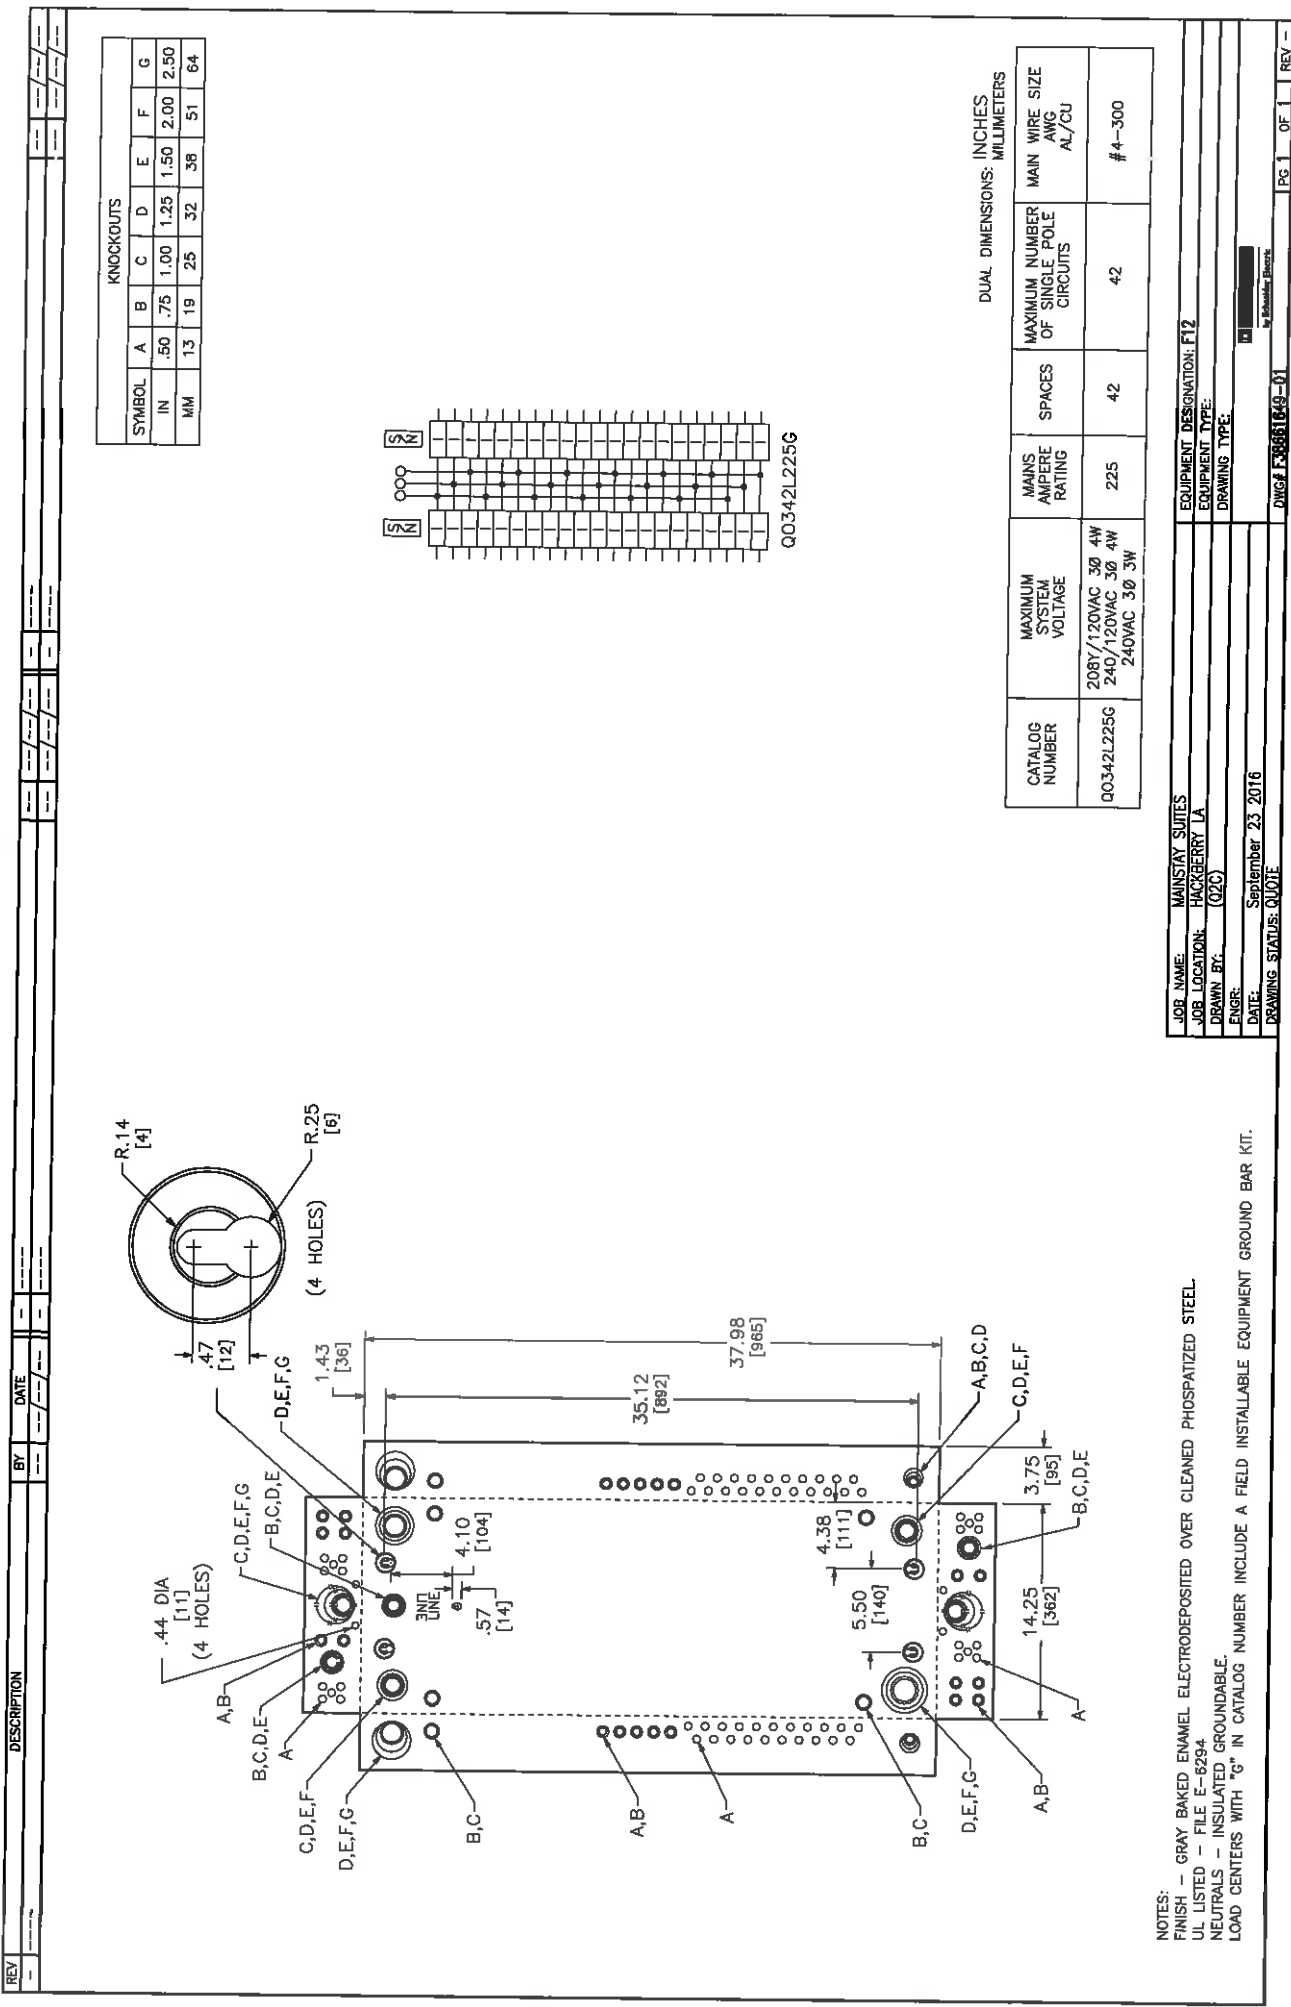 REV
DESCRIPTION
BY
DATE
KNOCKOUTS
SYMBOL A B C D E F G
IN .50 .75 1.00 1.25 1.50 2.00 2.50
MM 13 19 25 32 38 51 64
R.14
[4]
R.25
[6]
.47
[12]
(4 HOLES)
.44 DIA
[11]
(4 HOLES)
A,B
B,C,D,E
A
C,D,E,F
D,E,F,G
B,C
A,B
A
B,C
D,E,F,G
A,B
A
C,D,E,F,G
B,C,D,E
D,E,F,G
1.43
[36]
37.98
[965]
35.12
[892]
4.10
[104]
.57
[14]
LINE
4.38
[111]
5.50
[140]
3.75
[95]
14.25
[362]
A,B,C,D
C,D,E,F
B,C,D,E
S/N
S/N
QO342L225G
DUAL DIMENSIONS: INCHES
MILLIMETERS
CATALOG NUMBER
MAXIMUM SYSTEM VOLTAGE
MAINS AMPERE RATING
SPACES
MAXIMUM NUMBER OF SINGLE POLE CIRCUITS
MAIN WIRE SIZE AWG AL/CU
QO342L225G
208Y/120VAC 3Ø 4W
240/120VAC 3Ø 4W
240VAC 3Ø 3W
225
42
42
#4-300
NOTES:
FINISH – GRAY BAKED ENAMEL ELECTRODEPOSITED OVER CLEANED PHOSPATIZED STEEL.
UL LISTED – FILE E-6294
NEUTRALS – INSULATED GROUNDABLE.
LOAD CENTERS WITH "G" IN CATALOG NUMBER INCLUDE A FIELD INSTALLABLE EQUIPMENT GROUND BAR KIT.
JOB NAME: MAINSTAY SUITES
JOB LOCATION: HACKBERRY LA
DRAWN BY: (Q2C)
ENGR:
DATE: September 23 2016
DRAWING STATUS: QUOTE
EQUIPMENT DESIGNATION: F12
EQUIPMENT TYPE:
DRAWING TYPE:
by Schneider Electric
DWG# F38661649-01
PG 1 OF 1
REV -